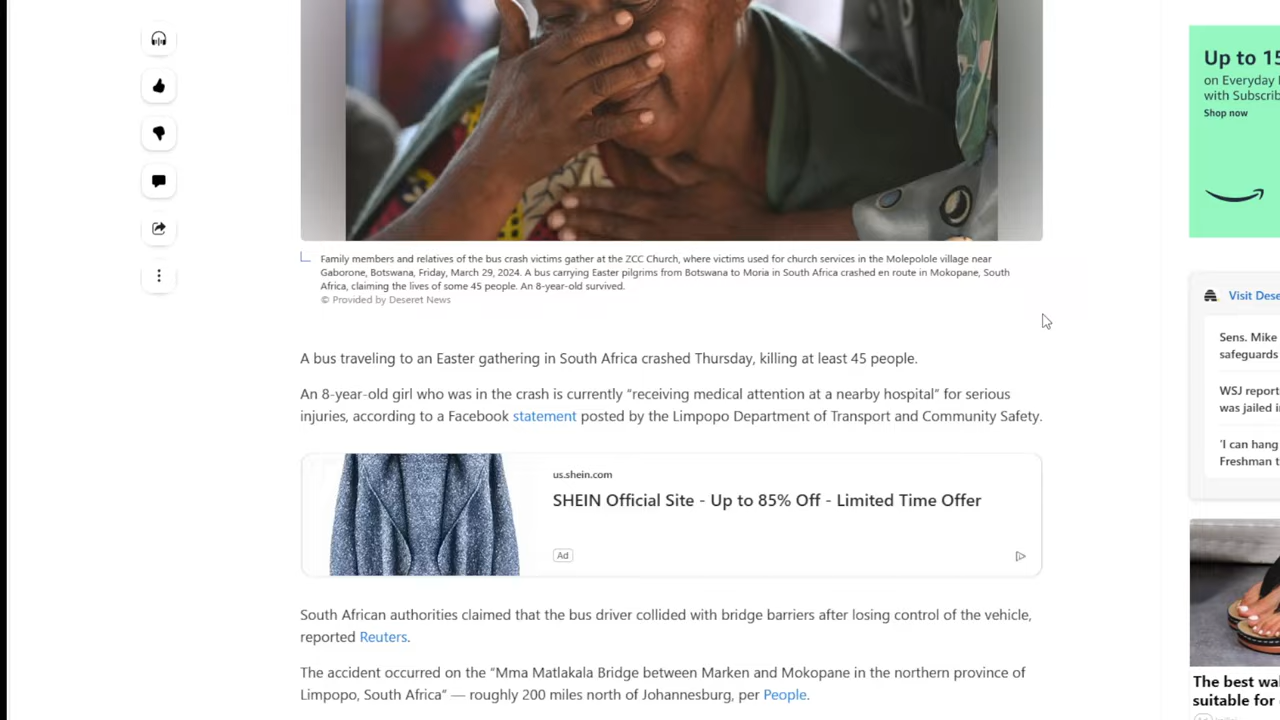 Family members and relatives of the bus crash victims gather at the ZCC Church, where victims used for church services in the Molepolole village near
Gaborone, Botswana, Friday, March 29, 2024. A bus carrying Easter pilgrims from Botswana to Moria in South Africa crashed en route in Mokopane, South
Africa, claiming the lives of some 45 people. An 8-year-old survived.
© Provided by Deseret News
A bus traveling to an Easter gathering in South Africa crashed Thursday, killing at least 45 people.
An 8-year-old girl who was in the crash is currently “receiving medical attention at a nearby hospital” for serious
injuries, according to a Facebook statement posted by the Limpopo Department of Transport and Community Safety.
us.shein.com
SHEIN Official Site - Up to 85% Off - Limited Time Offer
Ad
South African authorities claimed that the bus driver collided with bridge barriers after losing control of the vehicle,
reported Reuters.
The accident occurred on the “Mma Matlakala Bridge between Marken and Mokopane in the northern province of
Limpopo, South Africa” — roughly 200 miles north of Johannesburg, per People.
Up to 15
on Everyday
with Subscrib
Shop now
Visit Dese
Sens. Mike
safeguards
WSJ report
was jailed i
'I can hang
Freshman t
The best wal
suitable for